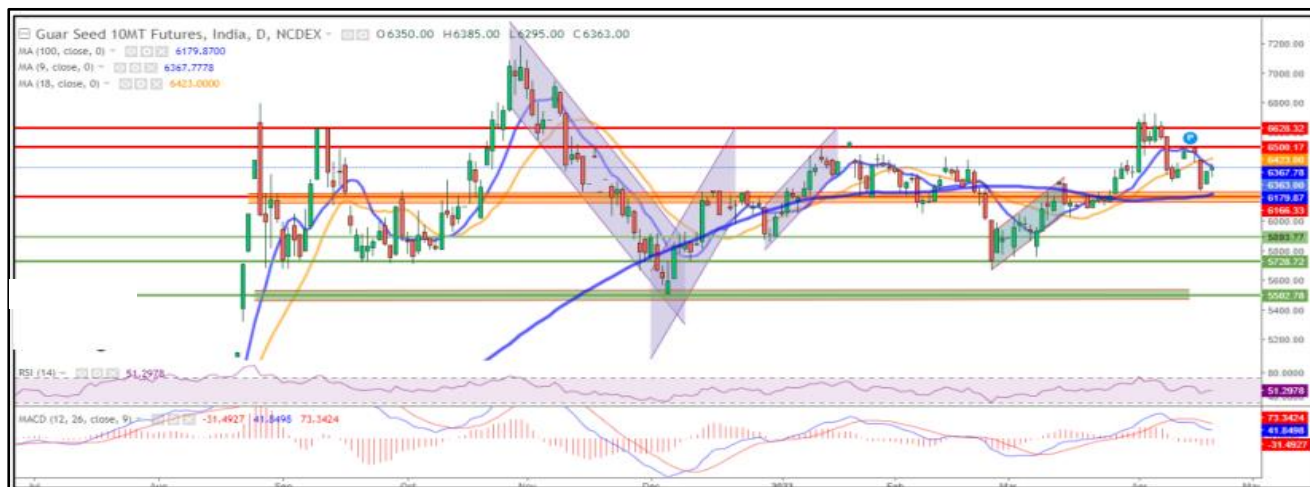 Guar Seed 10MT Futures, India, D, NCDEX O6350.00 H6385.00 L6295.00 C6363.00
MA (100, close, 0) 6179.8700
MA (9, close, 0) 6367.7778
MA (18, close, 0) 6423.0000
7200.00
7000.00
6800.00
6628.32
6500.17
6423.00
6367.78
6363.00
6179.87
6166.33
6000.00
5893.77
5800.00
5728.72
5502.78
5400.00
5200.00
P
RSI (14) 51.2978
80.0000
51.2978
MACD (12, 26, close, 9) -31.4927 41.8498 73.3424
73.3424
41.8498
-31.4927
Jul Aug Sep Oct Nov Dec 2023 Feb Mar Apr